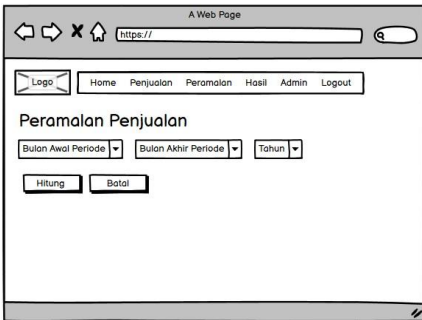 A Web Page
https://
Logo Home Penjualan Peramalan Hasil Admin Logout
Peramalan Penjualan
Bulan Awal Periode Bulan Akhir Periode Tahun
Hitung Batal